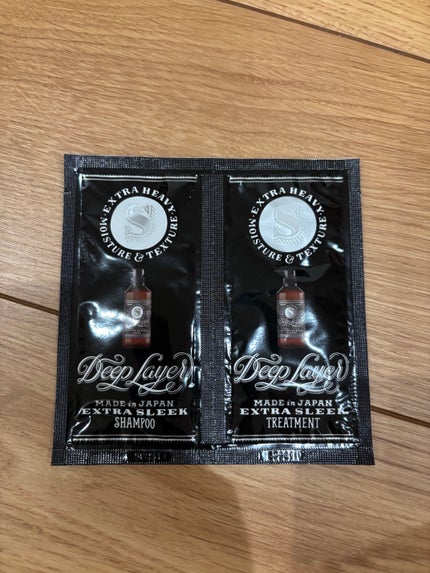 EXTRA HEAVY
MOISTURE & TEXTURE
S
Deep Layer
MADE in JAPAN
EXTRA SLEEK
SHAMPOO
EXTRA HEAVY
MOISTURE & TEXTURE
S
Deep Layer
MADE in JAPAN
EXTRA SLEEK
TREATMENT